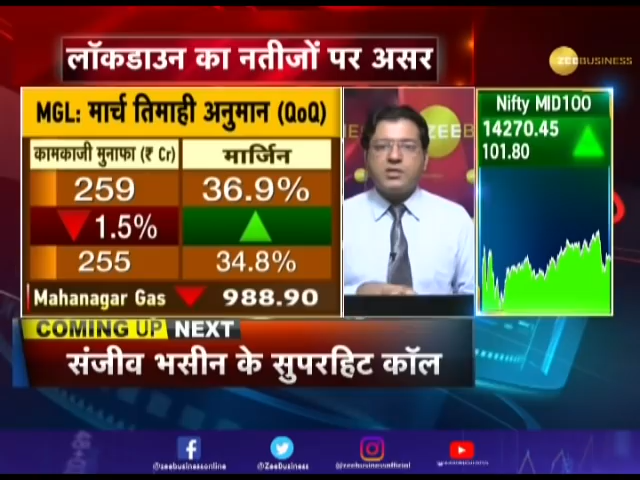 लॉकडाउन का नतीजों पर असर
ZEEBUSINESS
MGL: मार्च तिमाही अनुमान (QoQ)
कामकाजी मुनाफा (₹ Cr)
मार्जिन
259
36.9%
1.5%
255
34.8%
Mahanagar Gas 988.90
Nifty MID100
14270.45
101.80
COMING UP NEXT
संजीव भसीन के सुपरहिट कॉल
@zeebusinessonline
@ZeeBusiness
@zeebusinessofficial